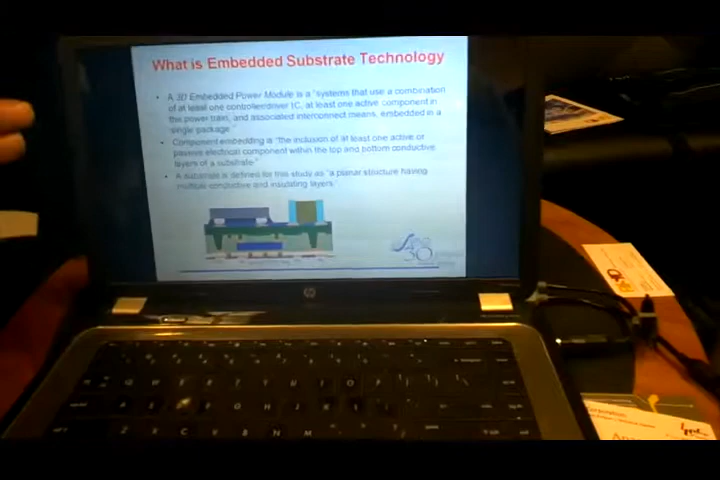 What is Embedded Substrate Technology
• A 3D Embedded Power Module is a "systems that use a combination
of at least one controller/driver IC, at least one active component in
the power train, and associated interconnect means, embedded in a
single package"
• Component embedding is "the inclusion of at least one active or
passive electrical component within the top and bottom conductive
layers of a substrate."
• A substrate is defined for this study as "a planar structure having
multiple conductive and insulating layers."
30
hp